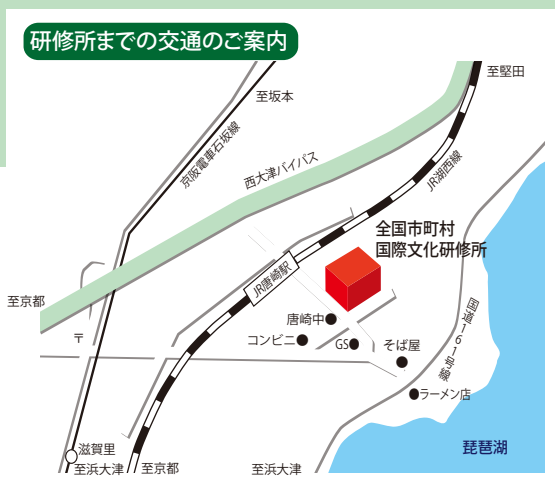 研修所までの交通のご案内
至堅田
至坂本
京阪電車石坂線
西大津バイパス
JR湖西線
全国市町村
国際文化研修所
JR唐崎駅
至京都
唐崎中
〒
コンビニ
GS
そば屋
国道161号線
ラーメン店
滋賀里
琵琶湖
至浜大津
至京都
至浜大津